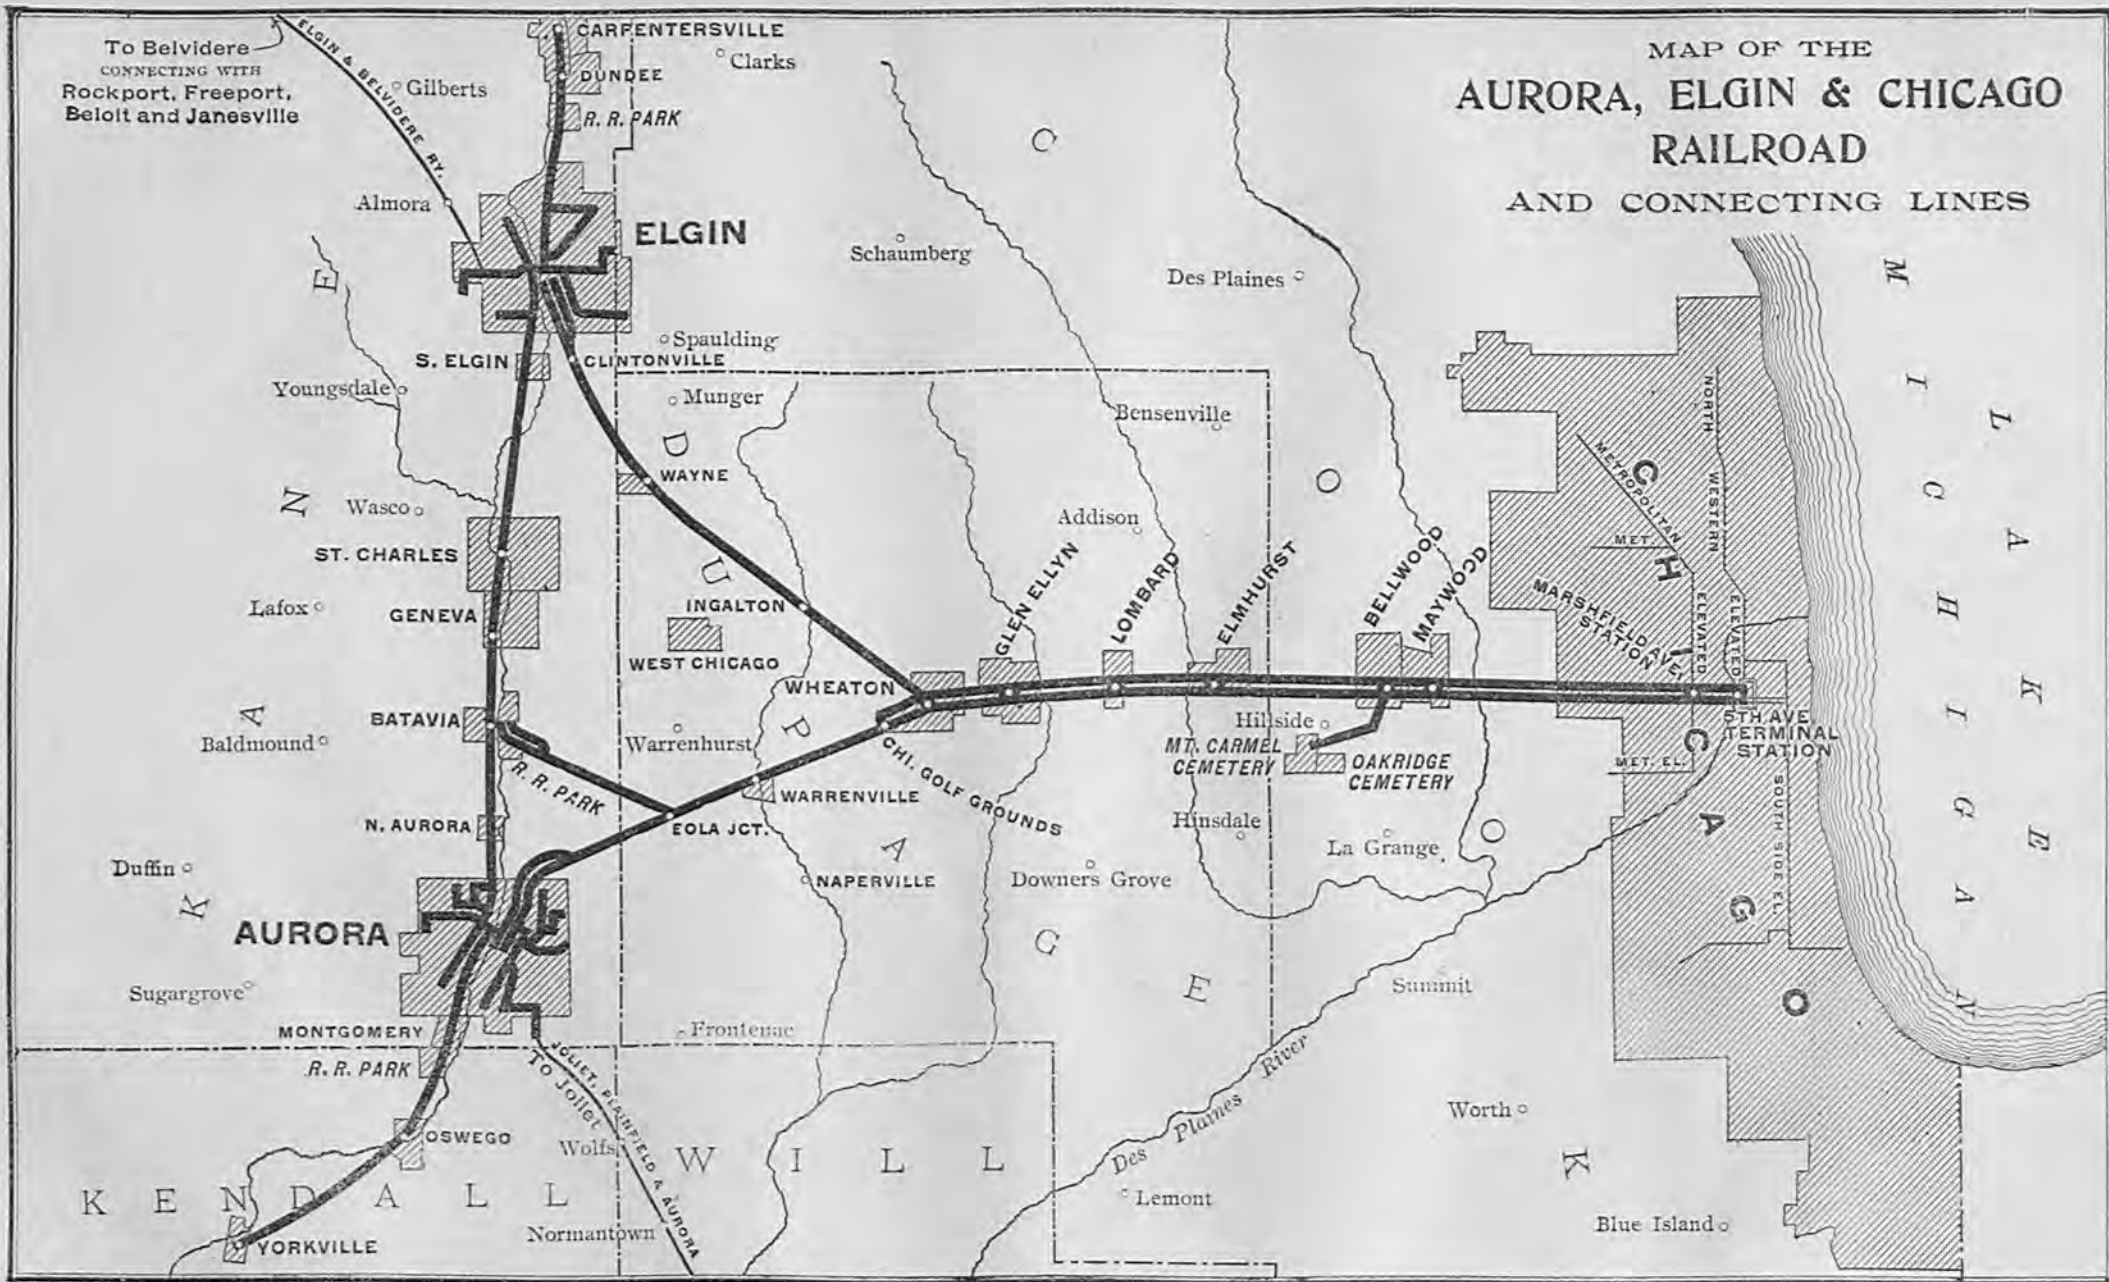 MAP OF THE
AURORA, ELGIN & CHICAGO
RAILROAD
AND CONNECTING LINES
To Belvidere
CONNECTING WITH
Rockport, Freeport,
Beloit and Janesville
ELGIN & BELVIDERE RY.
Gilberts
Almora
CARPENTERSVILLE
DUNDEE
R. R. PARK
Clarks
ELGIN
Schaumberg
Des Plaines
Spaulding
S. ELGIN
CLINTONVILLE
Youngsdale
Munger
Bensenville
WAYNE
Wasco
Addison
ST. CHARLES
Lafox
GENEVA
INGALTON
WEST CHICAGO
WHEATON
GLEN ELLYN
LOMBARD
ELMHURST
BELLWOOD
MAYWOOD
BATAVIA
Baldmound
Warrenhurst
R. R. PARK
Hillside
MT. CARMEL
CEMETERY
OAKRIDGE
CEMETERY
CHI. GOLF GROUNDS
WARRENVILLE
EOLA JCT.
N. AURORA
Hinsdale
La Grange
Duffin
NAPERVILLE
Downers Grove
AURORA
Sugargrove
Summit
MONTGOMERY
R. R. PARK
Frontenac
To Joliet
JOLIET, PLAINFIELD & AURORA
OSWEGO
Wolfs
Normantown
YORKVILLE
Des Plaines River
Lemont
Worth
Blue Island
NORTH WESTERN ELEVATED
METROPOLITAN ELEVATED
MET.
MARSHFIELD AVE.
STATION
5TH AVE.
TERMINAL
STATION
MET. EL.
SOUTH SIDE EL.
CHICAGO
LAKE
MICHIGAN
KANE
DU PAGE
COOK
KENDALL
WILL